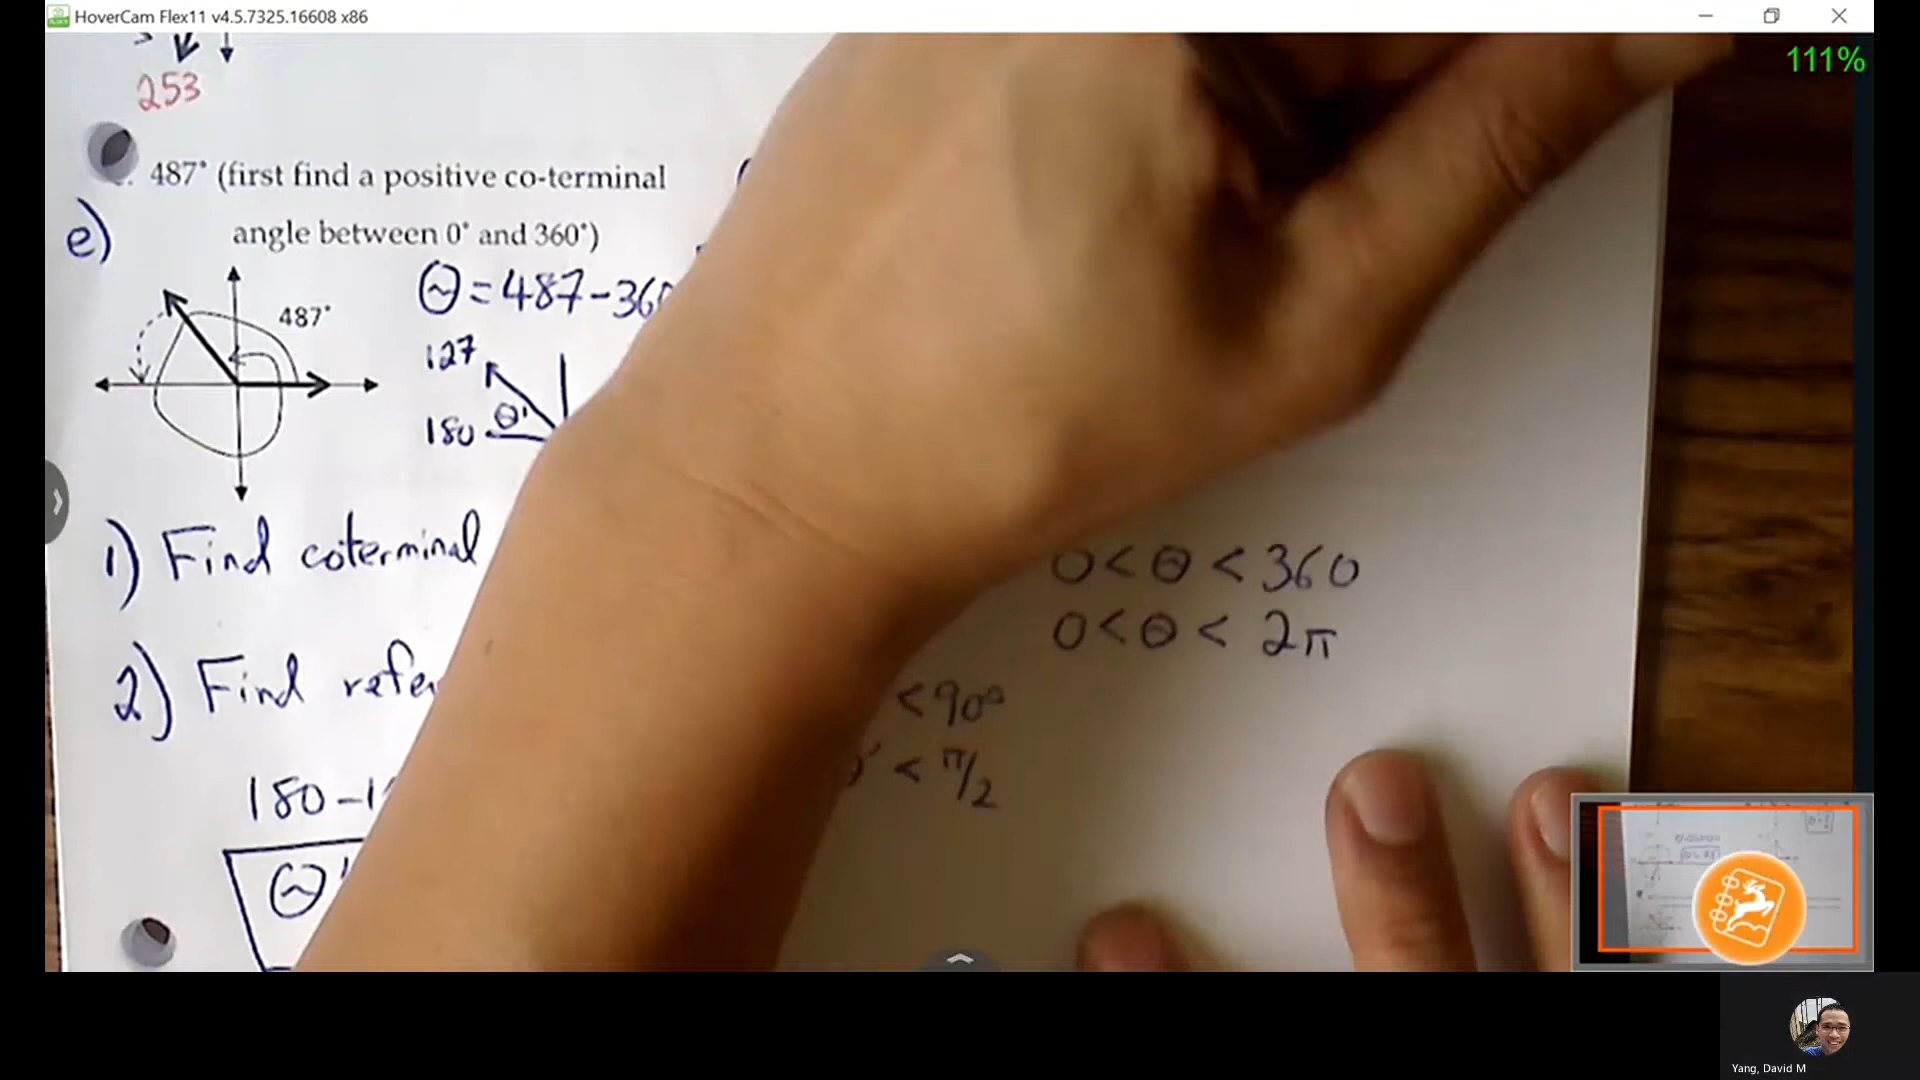 HoverCam Flex11 v4.5.7325.16608 x86
111%
253
487° (first find a positive co-terminal
angle between 0° and 360°)
e)
487°
θ = 487 - 360
127
180 θ'
1) Find coterminal
0 < θ < 360
0 < θ < 2π
2) Find
< 90°
' < π/2
180 -
θ'
Yang, David M